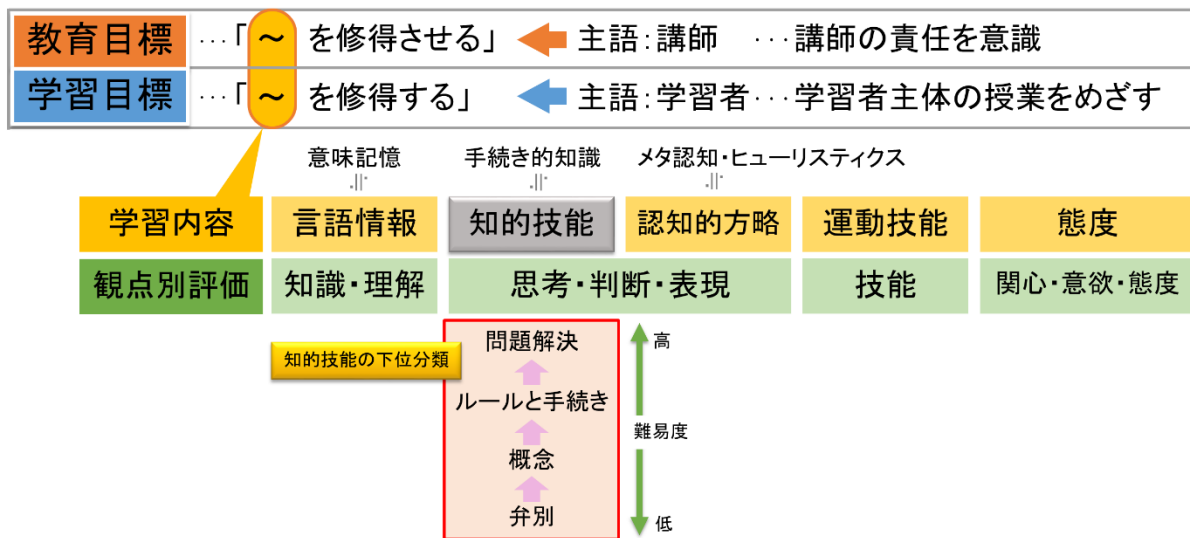 教育目標 …「 ～ を修得させる」 主語：講師 …講師の責任を意識
学習目標 …「 ～ を修得する」 主語：学習者…学習者主体の授業をめざす
意味記憶 手続き的知識 メタ認知・ヒューリスティクス
学習内容 言語情報 知的技能 認知的方略 運動技能 態度
観点別評価 知識・理解 思考・判断・表現 技能 関心・意欲・態度
知的技能の下位分類
問題解決
ルールと手続き
概念
弁別
高
難易度
低